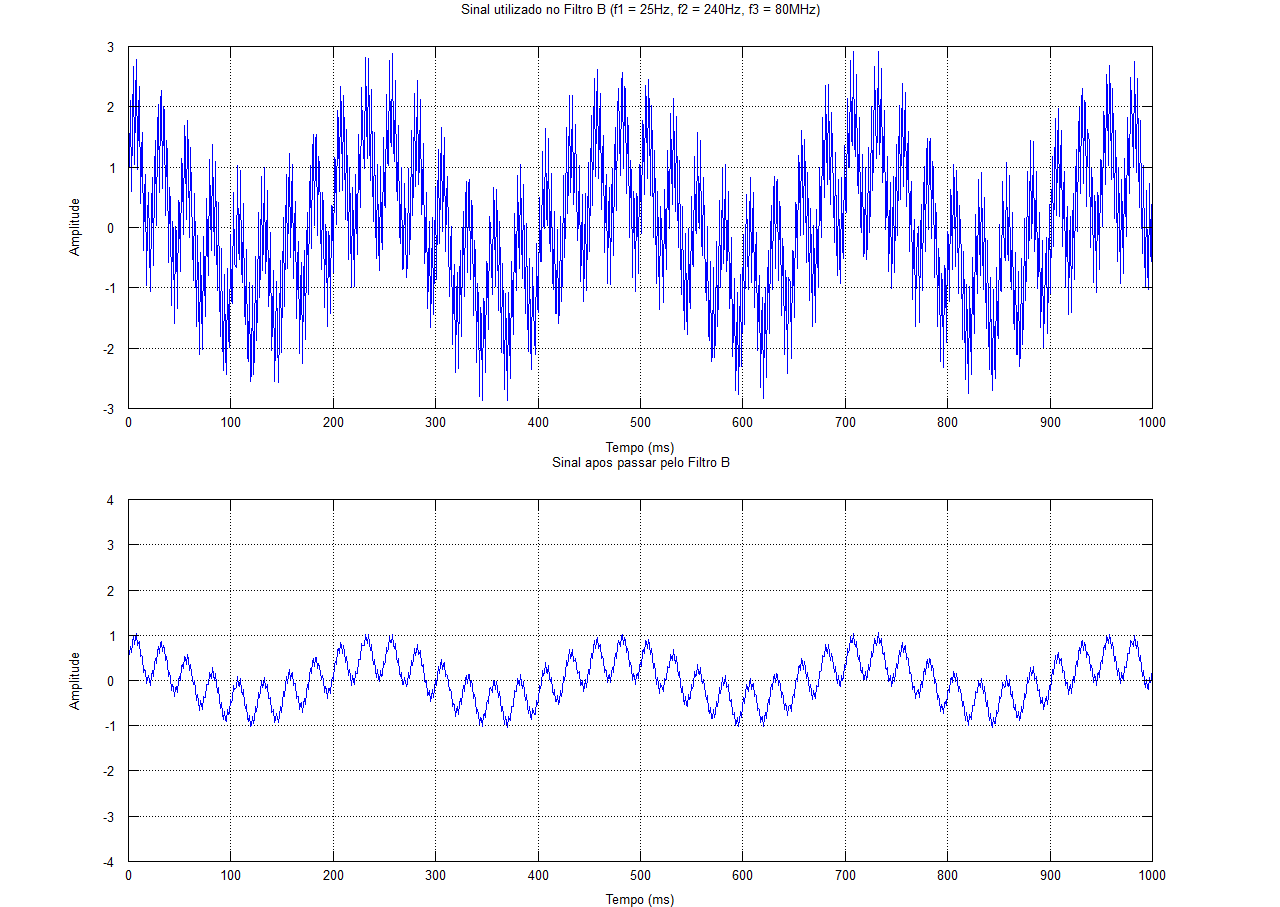 Sinal utilizado no Filtro B (f1 = 25Hz, f2 = 240Hz, f3 = 80MHz)
3
2
1
0
-1
-2
-3
Amplitude
0 100 200 300 400 500 600 700 800 900 1000
Tempo (ms)
Sinal apos passar pelo Filtro B
4
3
2
1
0
-1
-2
-3
-4
Amplitude
0 100 200 300 400 500 600 700 800 900 1000
Tempo (ms)